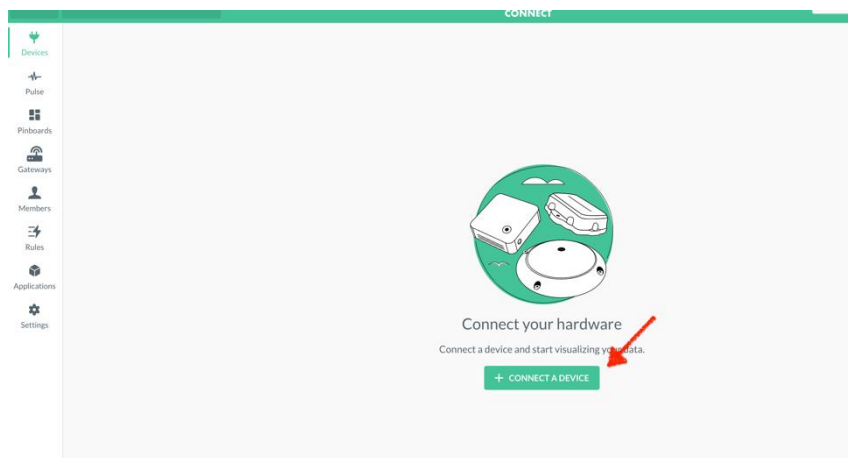 CONNECT
Devices
Pulse
Pinboards
Gateways
Members
Rules
Applications
Settings
Connect your hardware
Connect a device and start visualizing your data.
+ CONNECT A DEVICE